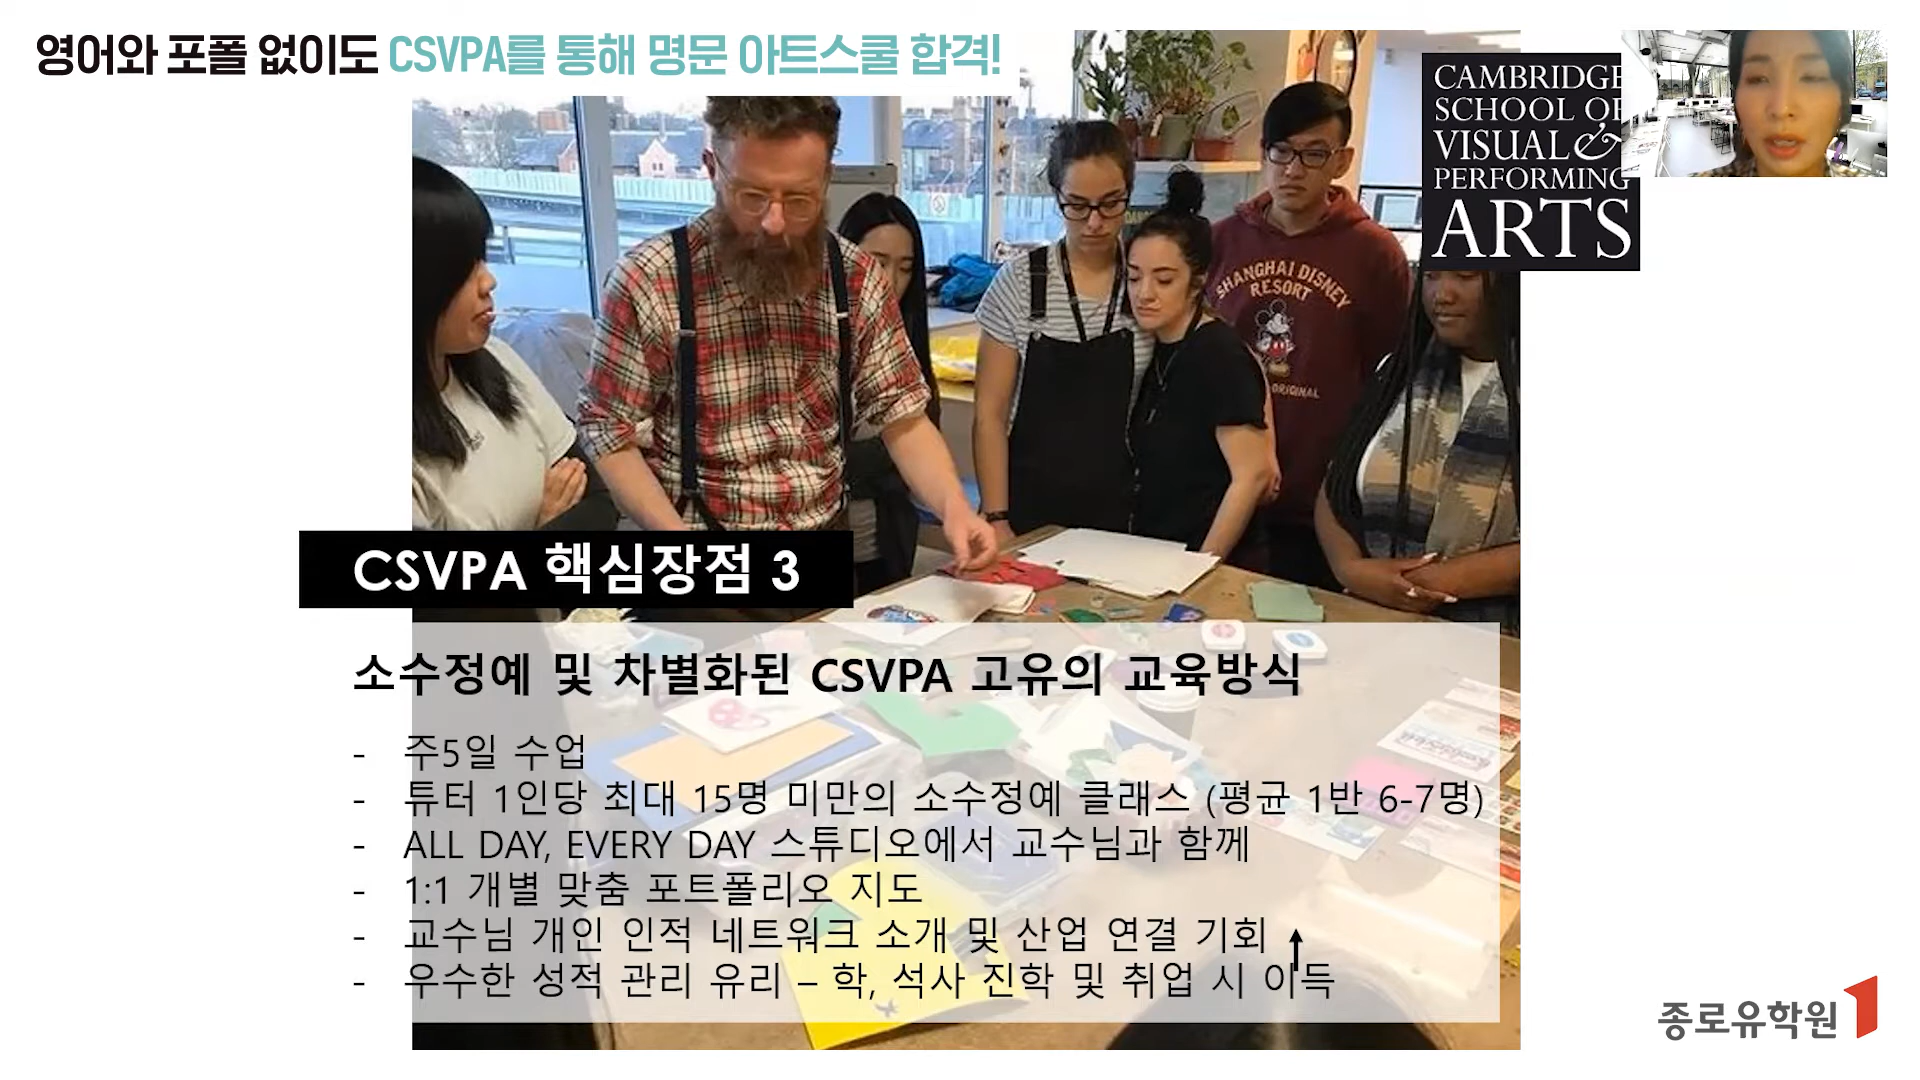 영어와 포폴 없이도 CSVPA를 통해 명문 아트스쿨 합격!
CAMBRIDGE
SCHOOL OF
VISUAL &
PERFORMING
ARTS
SHANGHAI DISNEY
RESORT
ORIGINAL
CSVPA 핵심장점 3
소수정예 및 차별화된 CSVPA 고유의 교육방식
- 주5일 수업
- 튜터 1인당 최대 15명 미만의 소수정예 클래스 (평균 1반 6-7명)
- ALL DAY, EVERY DAY 스튜디오에서 교수님과 함께
- 1:1 개별 맞춤 포트폴리오 지도
- 교수님 개인 인적 네트워크 소개 및 산업 연결 기회 ↑
- 우수한 성적 관리 유리 – 학, 석사 진학 및 취업 시 이득
종로유학원